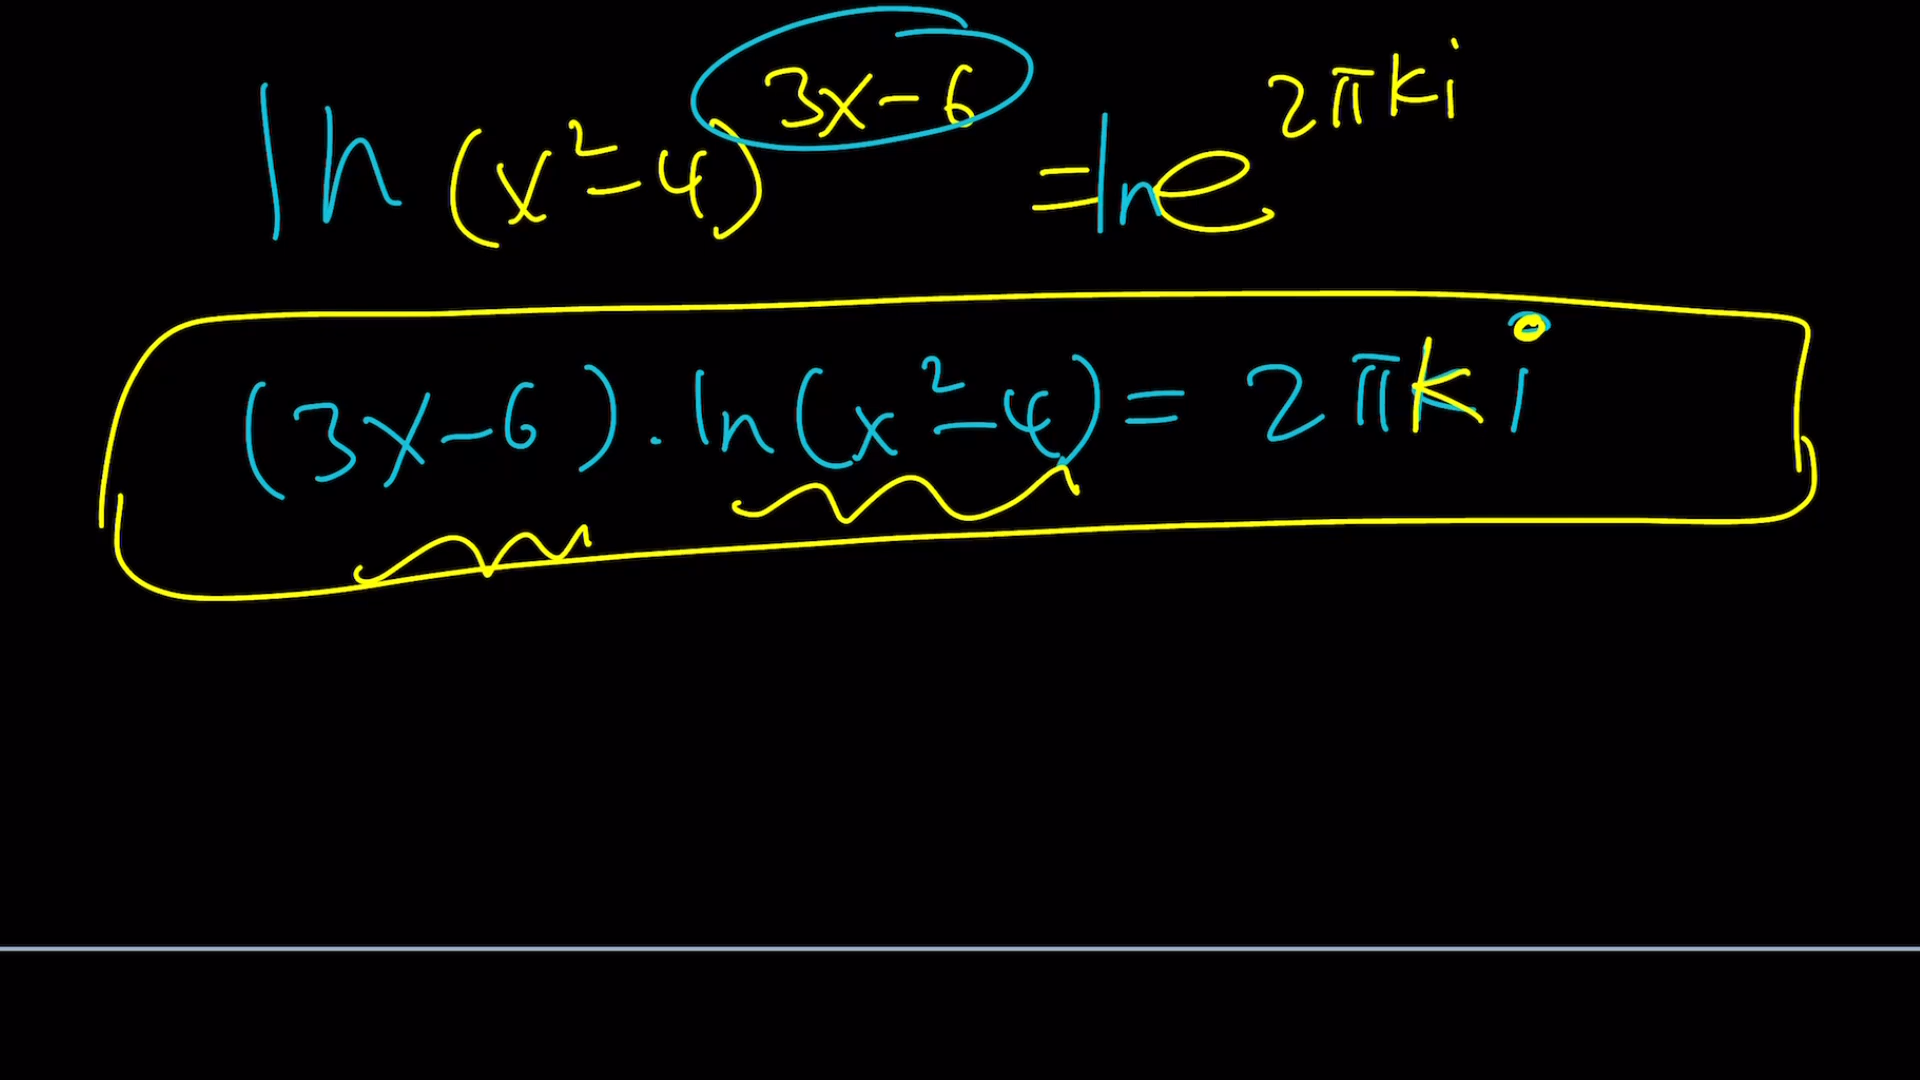 ln (x²-4)^3x-6 = ln e^2πki
(3x-6) . ln (x²-4) = 2πki